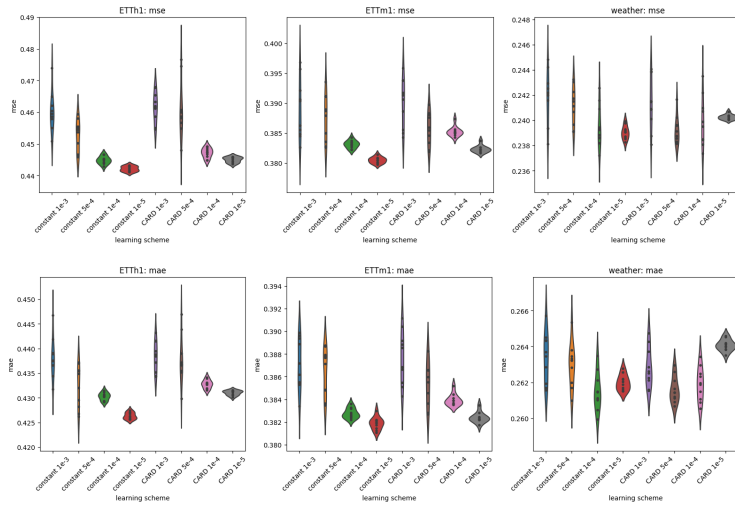 ETTh1: mse
0.49
0.48
0.47
0.46
0.45
0.44
mse
constant 1e-3
constant 5e-4
constant 1e-4
constant 1e-5
CARD 1e-3
CARD 5e-4
CARD 1e-4
CARD 1e-5
learning scheme
ETTm1: mse
0.400
0.395
0.390
0.385
0.380
mse
constant 1e-3
constant 5e-4
constant 1e-4
constant 1e-5
CARD 1e-3
CARD 5e-4
CARD 1e-4
CARD 1e-5
learning scheme
weather: mse
0.248
0.246
0.244
0.242
0.240
0.238
0.236
mse
constant 1e-3
constant 5e-4
constant 1e-4
constant 1e-5
CARD 1e-3
CARD 5e-4
CARD 1e-4
CARD 1e-5
learning scheme
ETTh1: mae
0.450
0.445
0.440
0.435
0.430
0.425
0.420
mae
constant 1e-3
constant 5e-4
constant 1e-4
constant 1e-5
CARD 1e-3
CARD 5e-4
CARD 1e-4
CARD 1e-5
learning scheme
ETTm1: mae
0.394
0.392
0.390
0.388
0.386
0.384
0.382
0.380
mae
constant 1e-3
constant 5e-4
constant 1e-4
constant 1e-5
CARD 1e-3
CARD 5e-4
CARD 1e-4
CARD 1e-5
learning scheme
weather: mae
0.266
0.264
0.262
0.260
mae
constant 1e-3
constant 5e-4
constant 1e-4
constant 1e-5
CARD 1e-3
CARD 5e-4
CARD 1e-4
CARD 1e-5
learning scheme